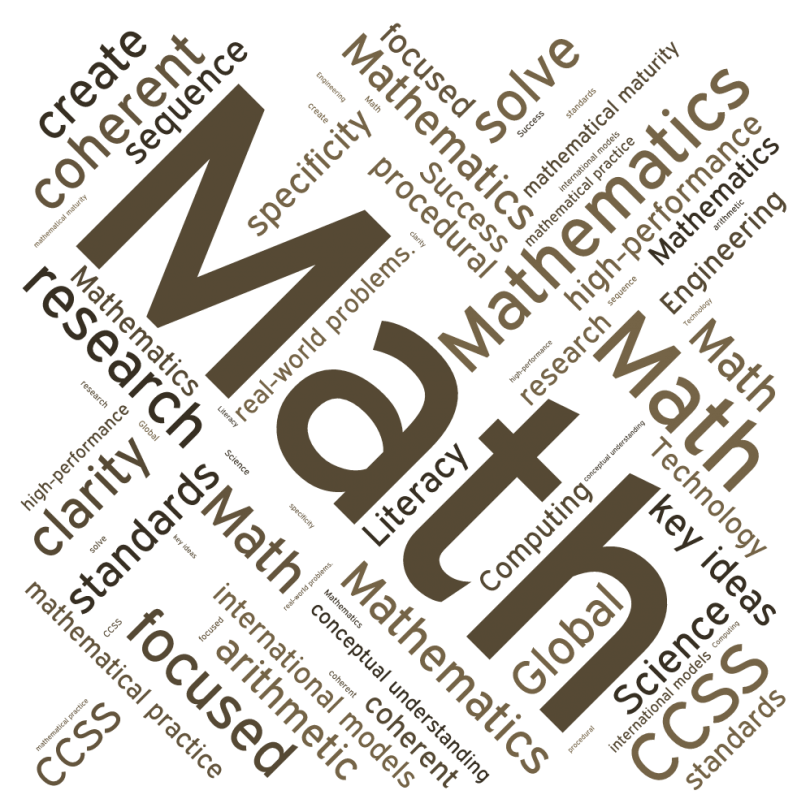 create
coherent
sequence
Engineering
Math
create
specificity
focused
Mathematics
solve
Success
standards
mathematical maturity
international models
mathematical practice
Success
procedural
clarity
Mathematics
high-performance
Mathematics
arithmetic
Engineering
mathematical maturity
Math
real-world problems.
Mathematics
research
sequence
Technology
high-performance
research
Math
Math
research
high-performance
Global
Literacy
clarity
Science
Literacy
conceptual understanding
Technology
standards
Math
specificity
Computing
key ideas
solve
key ideas
real-world problems.
Mathematics
Mathematics
Global
Science
Computing
mathematical practice
CCSS
focused
focused
international models
arithmetic
conceptual understanding
coherent
coherent
international models
CCSS
standards
mathematical practice
CCSS
procedural